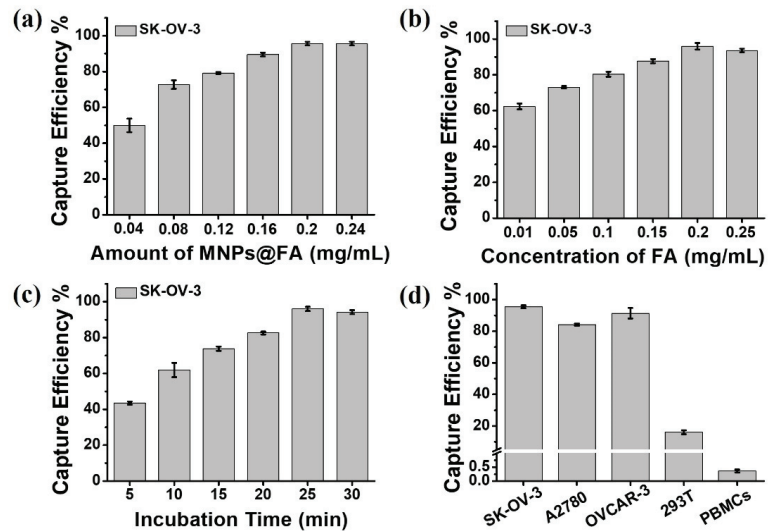 (a)
SK-OV-3
Capture Efficiency %
100
80
60
40
20
0
0.04 0.08 0.12 0.16 0.2 0.24
Amount of MNPs@FA (mg/mL)
(b)
SK-OV-3
Capture Efficiency %
100
80
60
40
20
0
0.01 0.05 0.1 0.15 0.2 0.25
Concentration of FA (mg/mL)
(c)
SK-OV-3
Capture Efficiency %
100
80
60
40
20
0
5 10 15 20 25 30
Incubation Time (min)
(d)
Capture Efficiency %
100
80
60
40
20
0.5
0.0
SK-OV-3 A2780 OVCAR-3 293T PBMCs